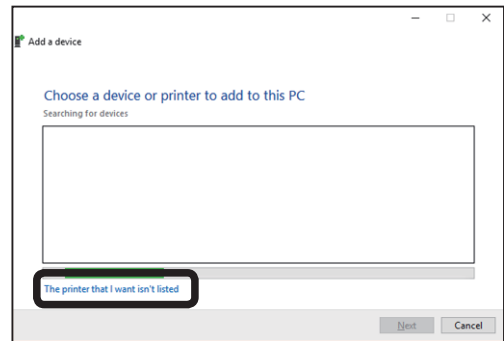 Add a device
Choose a device or printer to add to this PC
Searching for devices
The printer that I want isn't listed
Next Cancel